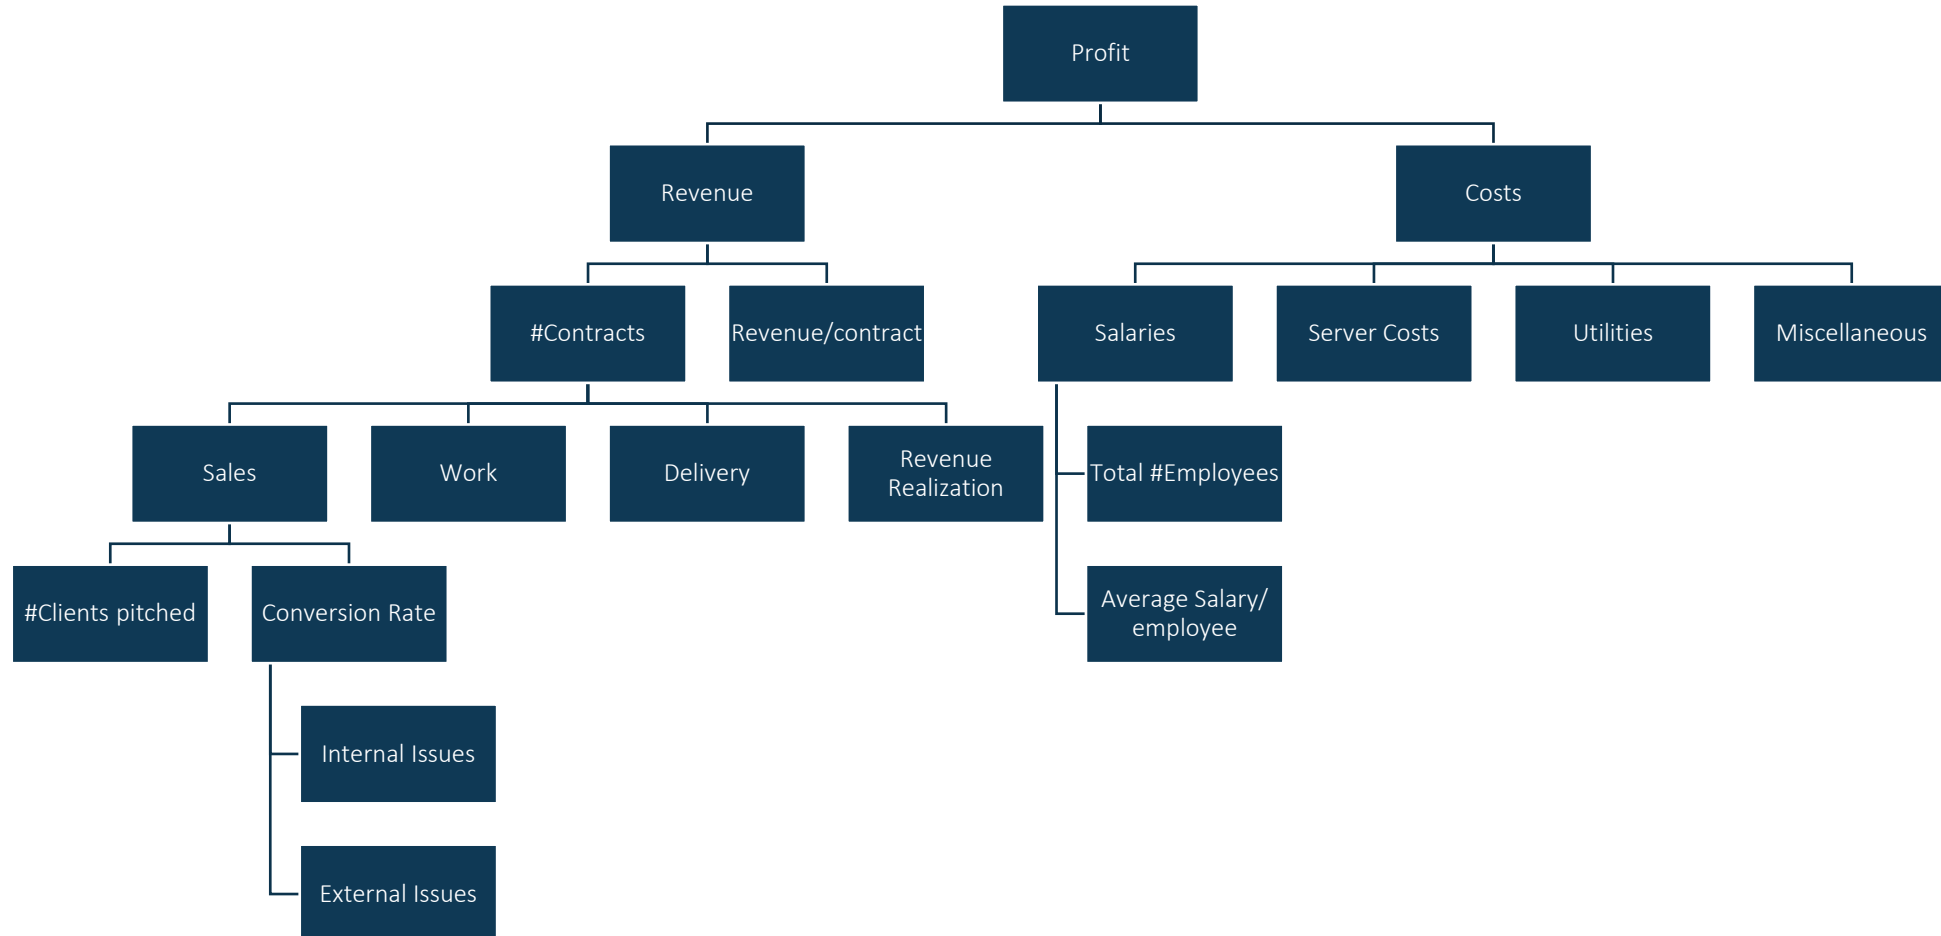 Profit
Revenue
Costs
#Contracts
Revenue/contract
Salaries
Server Costs
Utilities
Miscellaneous
Sales
Work
Delivery
Revenue
Realization
Total #Employees
#Clients pitched
Conversion Rate
Average Salary/
employee
Internal Issues
External Issues